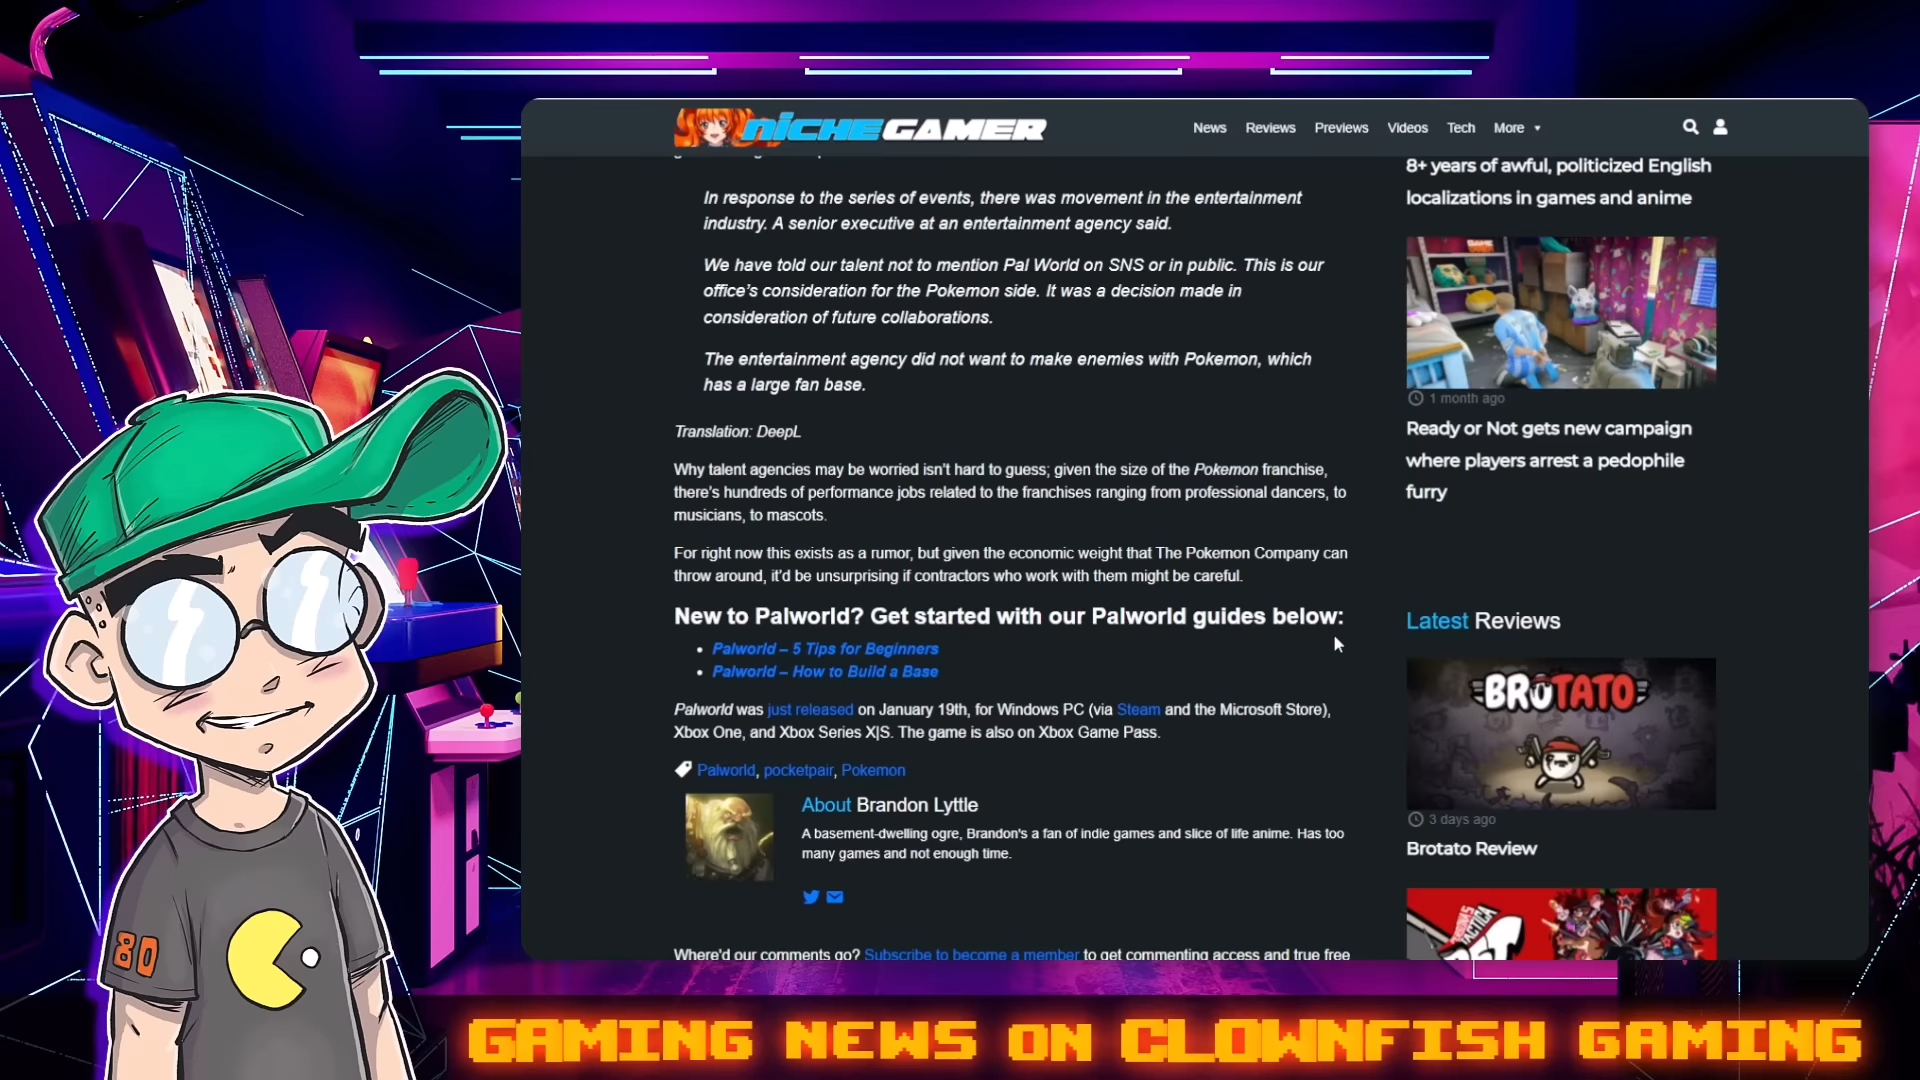 NICHEGAMER
News Reviews Previews Videos Tech More
In response to the series of events, there was movement in the entertainment
industry. A senior executive at an entertainment agency said.
We have told our talent not to mention Pal World on SNS or in public. This is our
office's consideration for the Pokemon side. It was a decision made in
consideration of future collaborations.
The entertainment agency did not want to make enemies with Pokemon, which
has a large fan base.
Translation: DeepL
Why talent agencies may be worried isn't hard to guess; given the size of the Pokemon franchise,
there's hundreds of performance jobs related to the franchises ranging from professional dancers, to
musicians, to mascots.
For right now this exists as a rumor, but given the economic weight that The Pokemon Company can
throw around, it'd be unsurprising if contractors who work with them might be careful.
New to Palworld? Get started with our Palworld guides below:
• Palworld – 5 Tips for Beginners
• Palworld – How to Build a Base
Palworld was just released on January 19th, for Windows PC (via Steam and the Microsoft Store),
Xbox One, and Xbox Series X|S. The game is also on Xbox Game Pass.
Palworld, pocketpair, Pokemon
About Brandon Lyttle
A basement-dwelling ogre, Brandon's a fan of indie games and slice of life anime. Has too
many games and not enough time.
Where'd our comments go? Subscribe to become a member to get commenting access and true free
8+ years of awful, politicized English
localizations in games and anime
1 month ago
Ready or Not gets new campaign
where players arrest a pedophile
furry
Latest Reviews
BROTATO
3 days ago
Brotato Review
80
GAMING NEWS ON CLOWNFISH GAMING